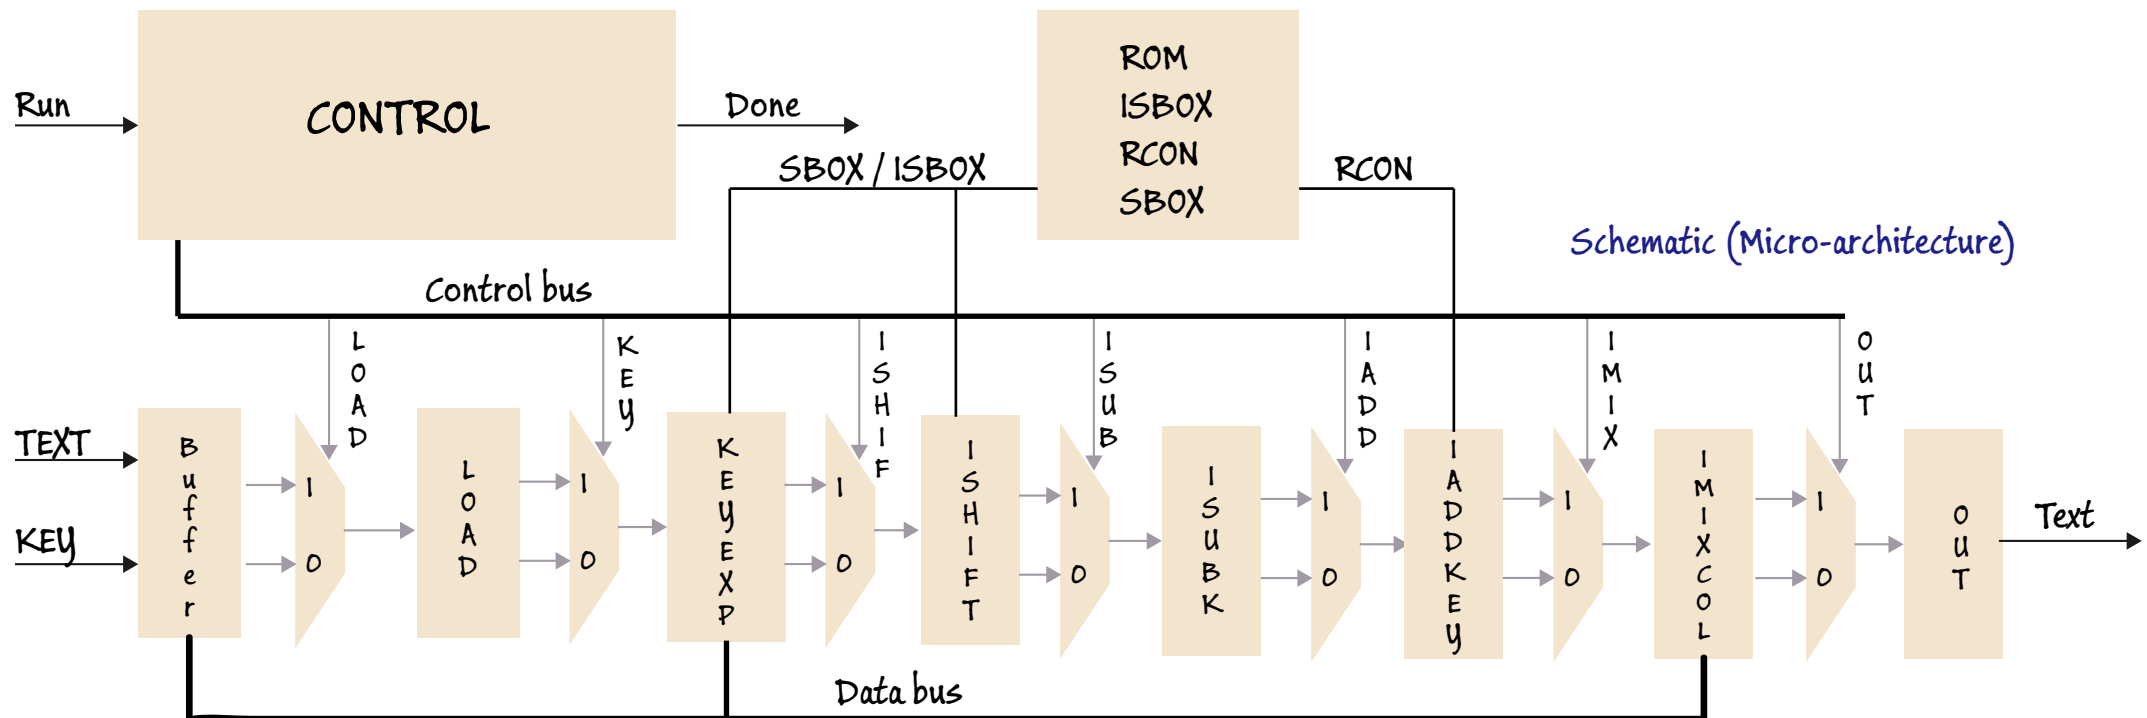 Run
CONTROL
Done
ROM
ISBOX
RCON
SBOX
SBOX / ISBOX
RCON
Schematic (Micro-architecture)
Control bus
LOAD
KEY
ISHIF
ISUB
IADD
IMIX
OUT
TEXT
KEY
Buffer
1
0
LOAD
1
0
KEYEXP
1
0
ISHIFT
1
0
ISUBK
1
0
IADDKEY
1
0
IMIXCOL
1
0
OUT
Text
Data bus